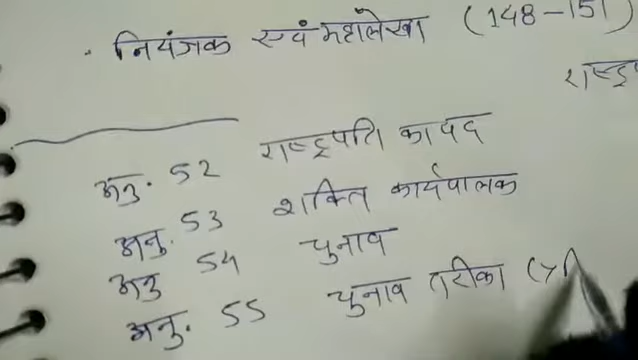 . नियंत्रक एवं महालेखा (148-151)
राष्ट्रप
अनु. 52 राष्ट्रपति का पद
अनु. 53 शक्ति कार्यपालक
अनु 54 चुनाव
अनु. 55 चुनाव तरीका